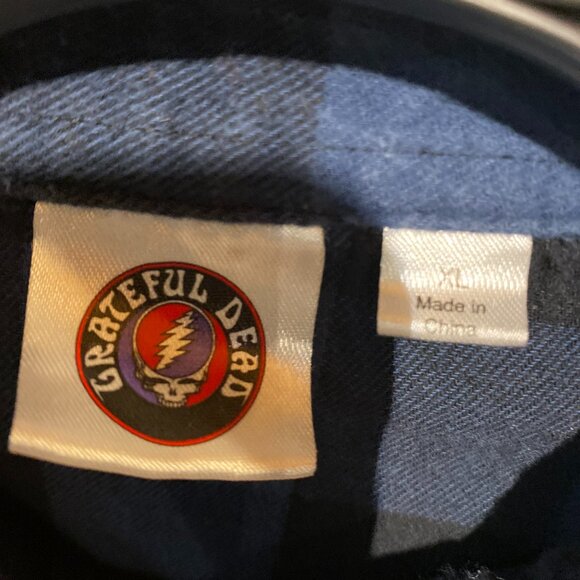 GRATEFUL DEAD
XL
Made in
China